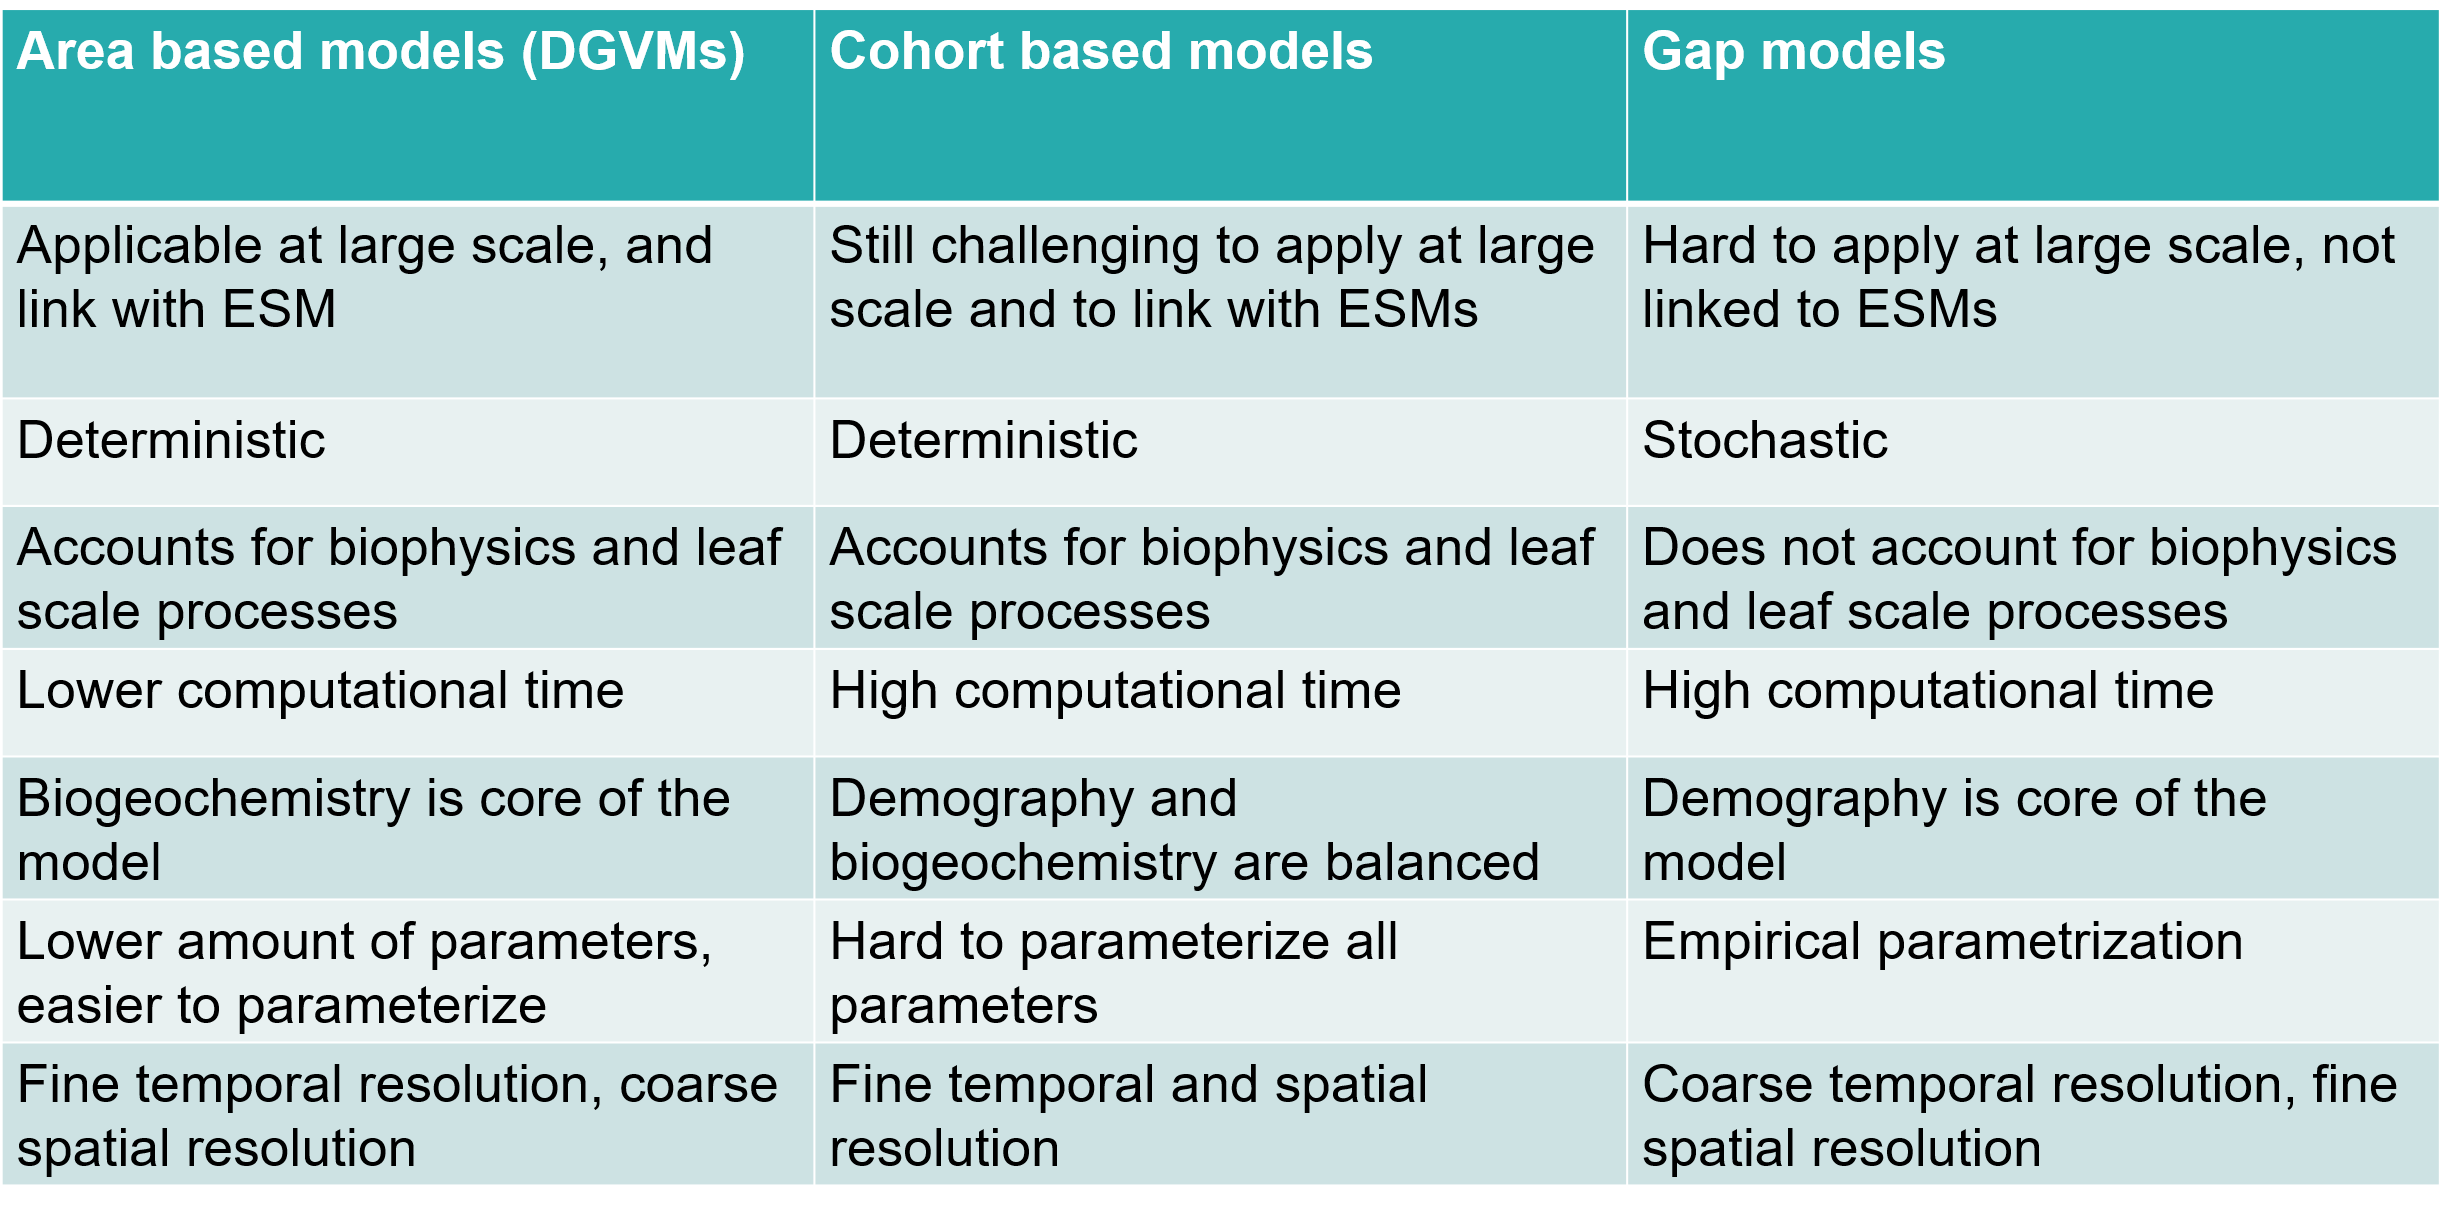 Area based models (DGVMs)
Cohort based models
Gap models
Applicable at large scale, and
link with ESM
Still challenging to apply at large
scale and to link with ESMs
Hard to apply at large scale, not
linked to ESMs
Deterministic
Deterministic
Stochastic
Accounts for biophysics and leaf
scale processes
Accounts for biophysics and leaf
scale processes
Does not account for biophysics
and leaf scale processes
Lower computational time
High computational time
High computational time
Biogeochemistry is core of the
model
Demography and
biogeochemistry are balanced
Demography is core of the
model
Lower amount of parameters,
easier to parameterize
Hard to parameterize all
parameters
Empirical parametrization
Fine temporal resolution, coarse
spatial resolution
Fine temporal and spatial
resolution
Coarse temporal resolution, fine
spatial resolution